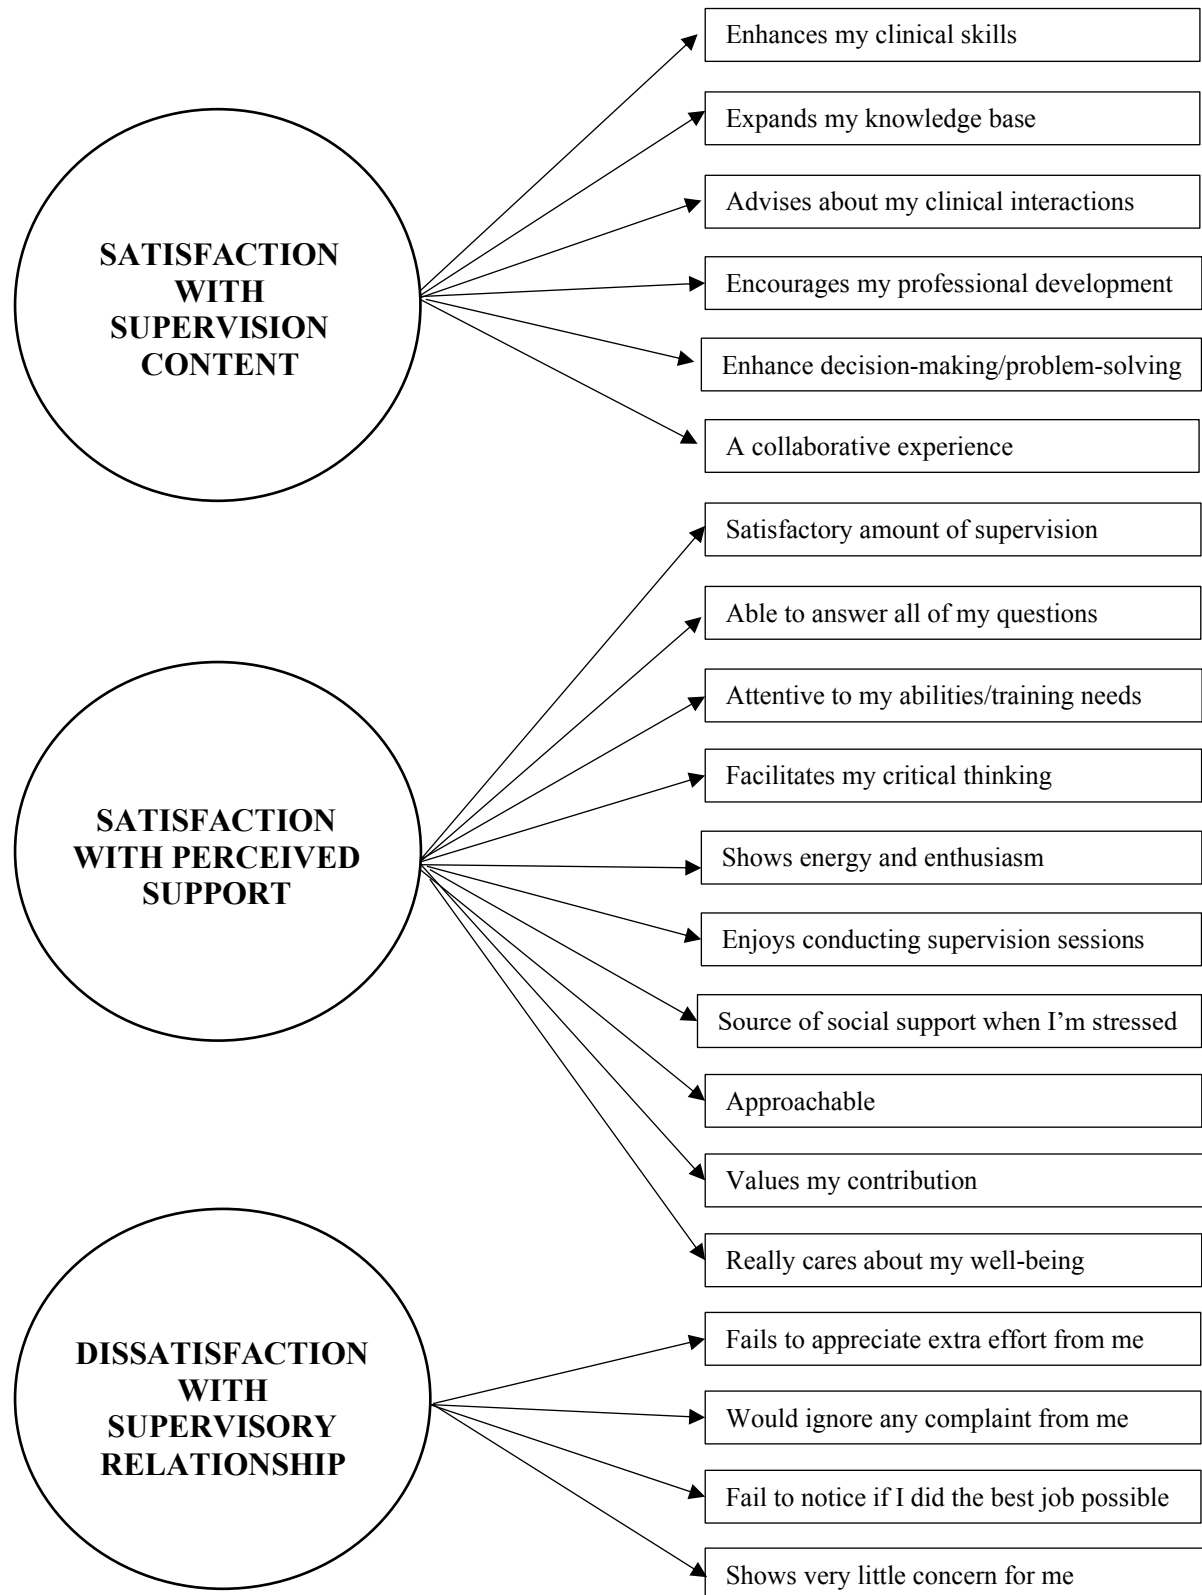 SATISFACTION
WITH
SUPERVISION
CONTENT
Enhances my clinical skills
Expands my knowledge base
Advises about my clinical interactions
Encourages my professional development
Enhance decision-making/problem-solving
A collaborative experience
SATISFACTION
WITH PERCEIVED
SUPPORT
Satisfactory amount of supervision
Able to answer all of my questions
Attentive to my abilities/training needs
Facilitates my critical thinking
Shows energy and enthusiasm
Enjoys conducting supervision sessions
Source of social support when I’m stressed
Approachable
Values my contribution
Really cares about my well-being
DISSATISFACTION
WITH
SUPERVISORY
RELATIONSHIP
Fails to appreciate extra effort from me
Would ignore any complaint from me
Fail to notice if I did the best job possible
Shows very little concern for me